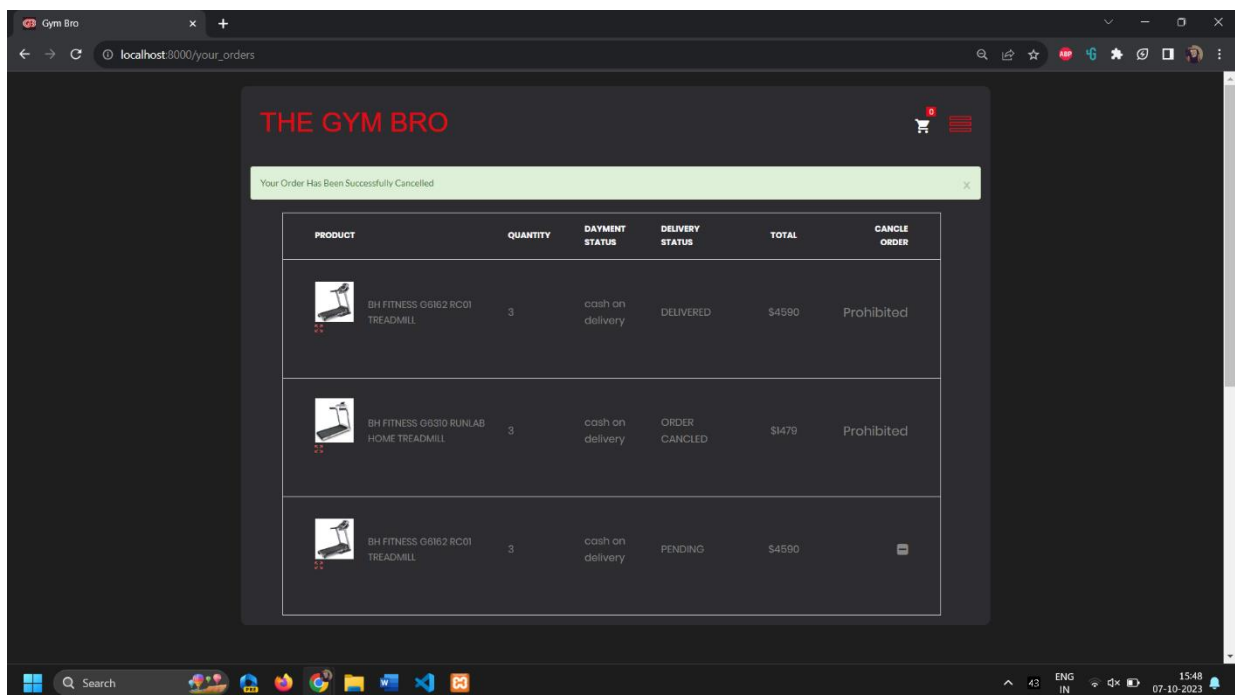 Gym Bro
localhost:8000/your_orders
ABP
THE GYM BRO
0
Your Order Has Been Successfully Cancelled
x
PRODUCT QUANTITY DAYMENT STATUS DELIVERY STATUS TOTAL CANCLE ORDER
BH FITNESS G6162 RC01 TREADMILL 3 cash on delivery DELIVERED $4590 Prohibited
BH FITNESS G6310 RUNLAB HOME TREADMILL 3 cash on delivery ORDER CANCLED $1479 Prohibited
BH FITNESS G6162 RC01 TREADMILL 3 cash on delivery PENDING $4590
Search
43
ENG IN
15:48
07-10-2023